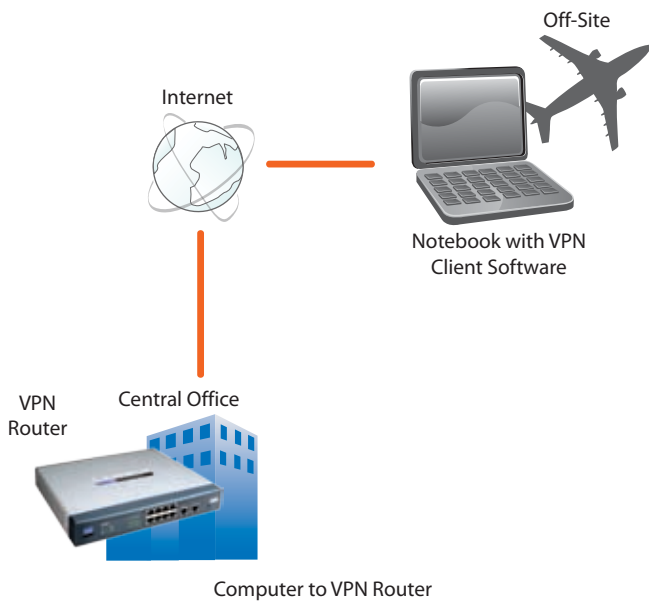 Off-Site
Internet
Notebook with VPN
Client Software
Central Office
VPN
Router
Computer to VPN Router